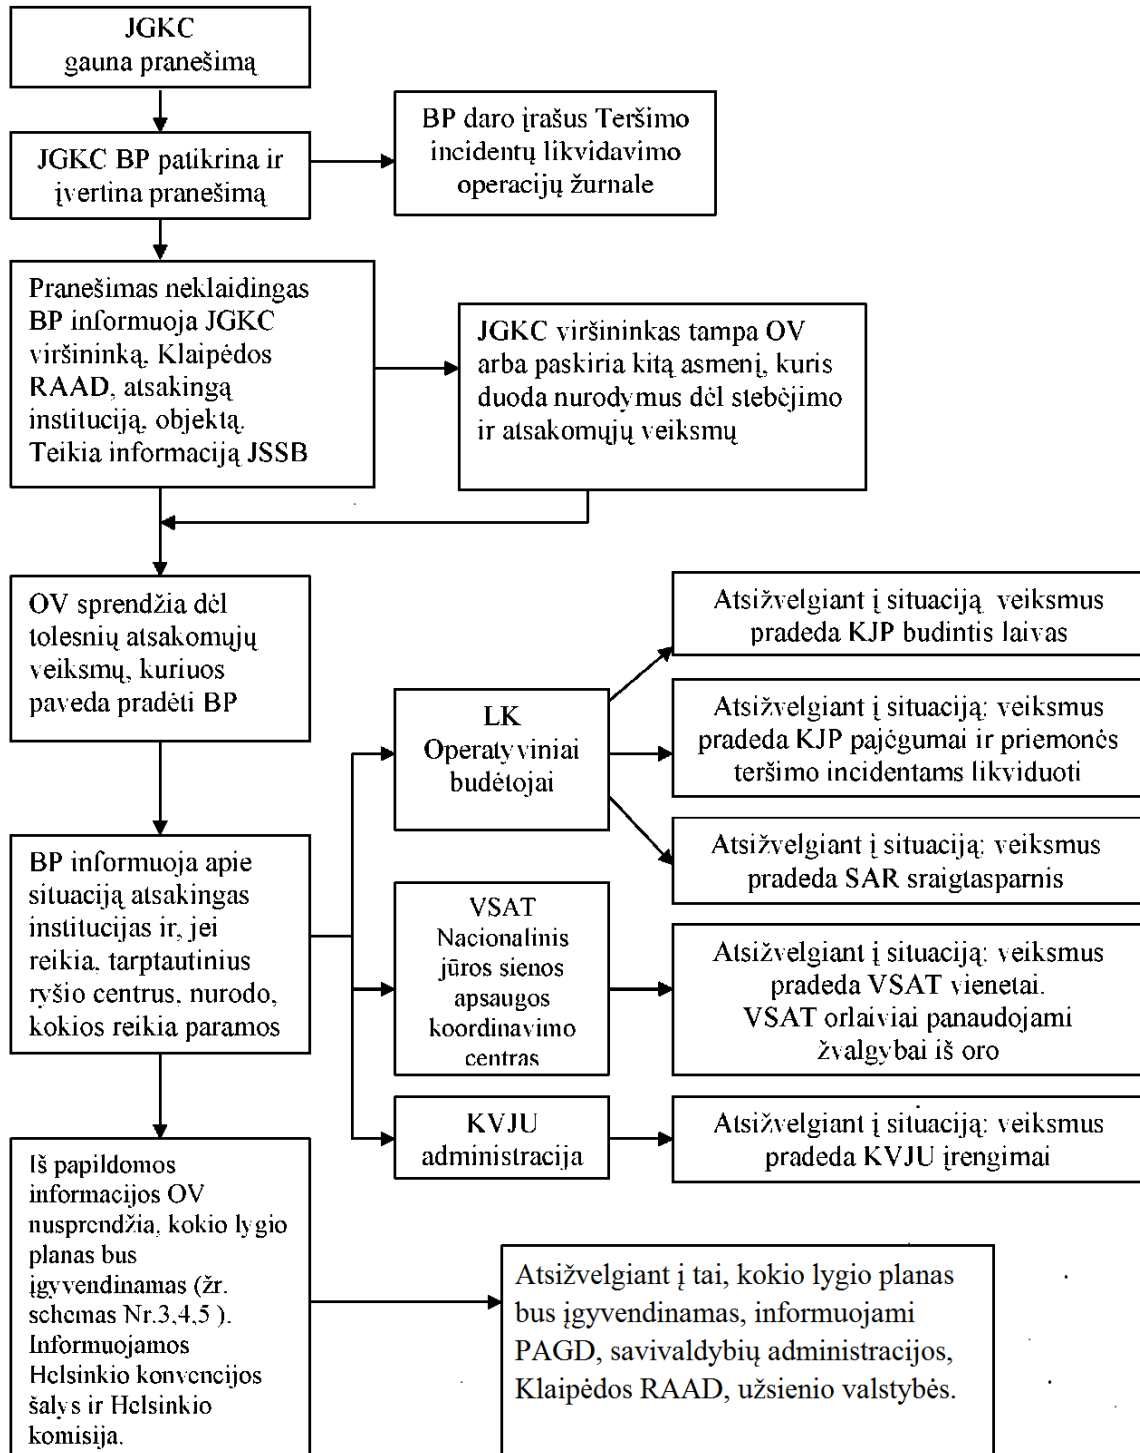 JGKC
gauna pranešimą
BP daro įrašus Teršimo
incidentų likvidavimo
operacijų žurnale
JGKC BP patikrina ir
įvertina pranešimą
Pranešimas neklaidingas
BP informuoja JGKC
viršininką, Klaipėdos
RAAD, atsakingą
instituciją, objektą.
Teikia informaciją JSSB
JGKC viršininkas tampa OV
arba paskiria kitą asmenį, kuris
duoda nurodymus dėl stebėjimo
ir atsakomųjų veiksmų
OV sprendžia dėl
tolesnių atsakomųjų
veiksmų, kuriuos
paveda pradėti BP
Atsižvelgiant į situaciją veiksmus
pradeda KJP budintis laivas
LK
Operatyviniai
budėtojai
Atsižvelgiant į situaciją: veiksmus
pradeda KJP pajėgumai ir priemonės
teršimo incidentams likviduoti
Atsižvelgiant į situaciją: veiksmus
pradeda SAR sraigtasparnis
BP informuoja apie
situaciją atsakingas
institucijas ir, jei
reikia, tarptautinius
ryšio centrus, nurodo,
kokios reikia paramos
VSAT
Nacionalinis
jūros sienos
apsaugos
koordinavimo
centras
Atsižvelgiant į situaciją: veiksmus
pradeda VSAT vienetai.
VSAT orlaiviai panaudojami
žvalgybai iš oro
KVJU
administracija
Atsižvelgiant į situaciją: veiksmus
pradeda KVJU įrengimai
Iš papildomos
informacijos OV
nusprendžia, kokio lygio
planas bus
įgyvendinamas (žr.
schemas Nr.3,4,5 ).
Informuojamos
Helsinkio konvencijos
šalys ir Helsinkio
komisija.
Atsižvelgiant į tai, kokio lygio planas
bus įgyvendinamas, informuojami
PAGD, savivaldybių administracijos,
Klaipėdos RAAD, užsienio valstybės.